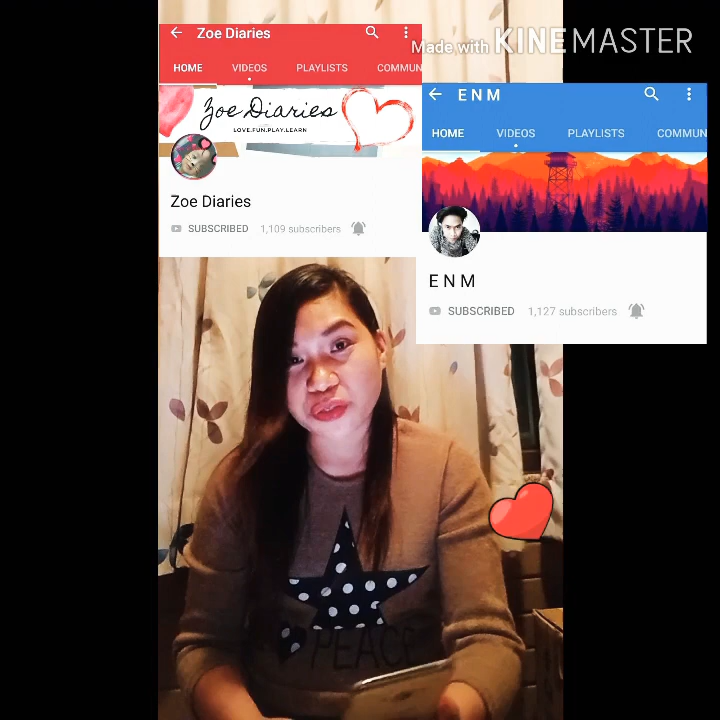 Zoe Diaries
HOME VIDEOS PLAYLISTS COMMUN
Zoe Diaries
LOVE.FUN.PLAY.LEARN
Zoe Diaries
SUBSCRIBED 1,109 subscribers
Made with KINEMASTER
E N M
HOME VIDEOS PLAYLISTS COMMUN
E N M
SUBSCRIBED 1,127 subscribers
PEACE